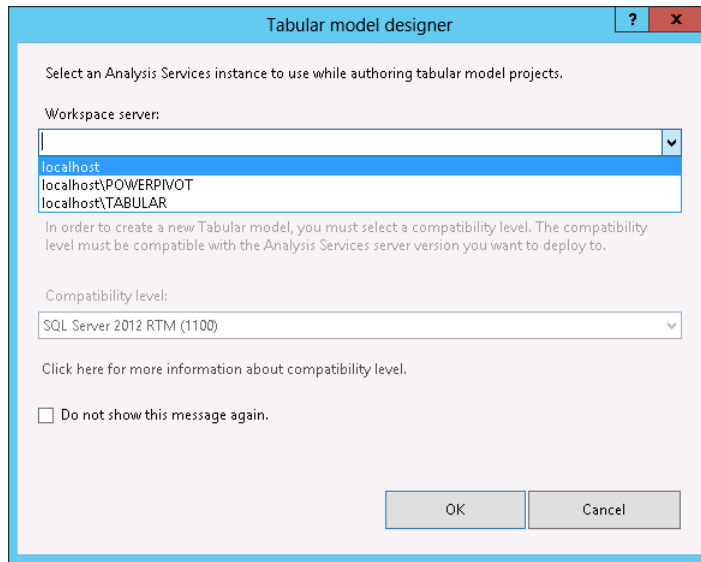 Tabular model designer
?
x
Select an Analysis Services instance to use while authoring tabular model projects.
Workspace server:
localhost
localhost\POWERPIVOT
localhost\TABULAR
In order to create a new Tabular model, you must select a compatibility level. The compatibility
level must be compatible with the Analysis Services server version you want to deploy to.
Compatibility level:
SQL Server 2012 RTM (1100)
Click here for more information about compatibility level.
Do not show this message again.
OK
Cancel